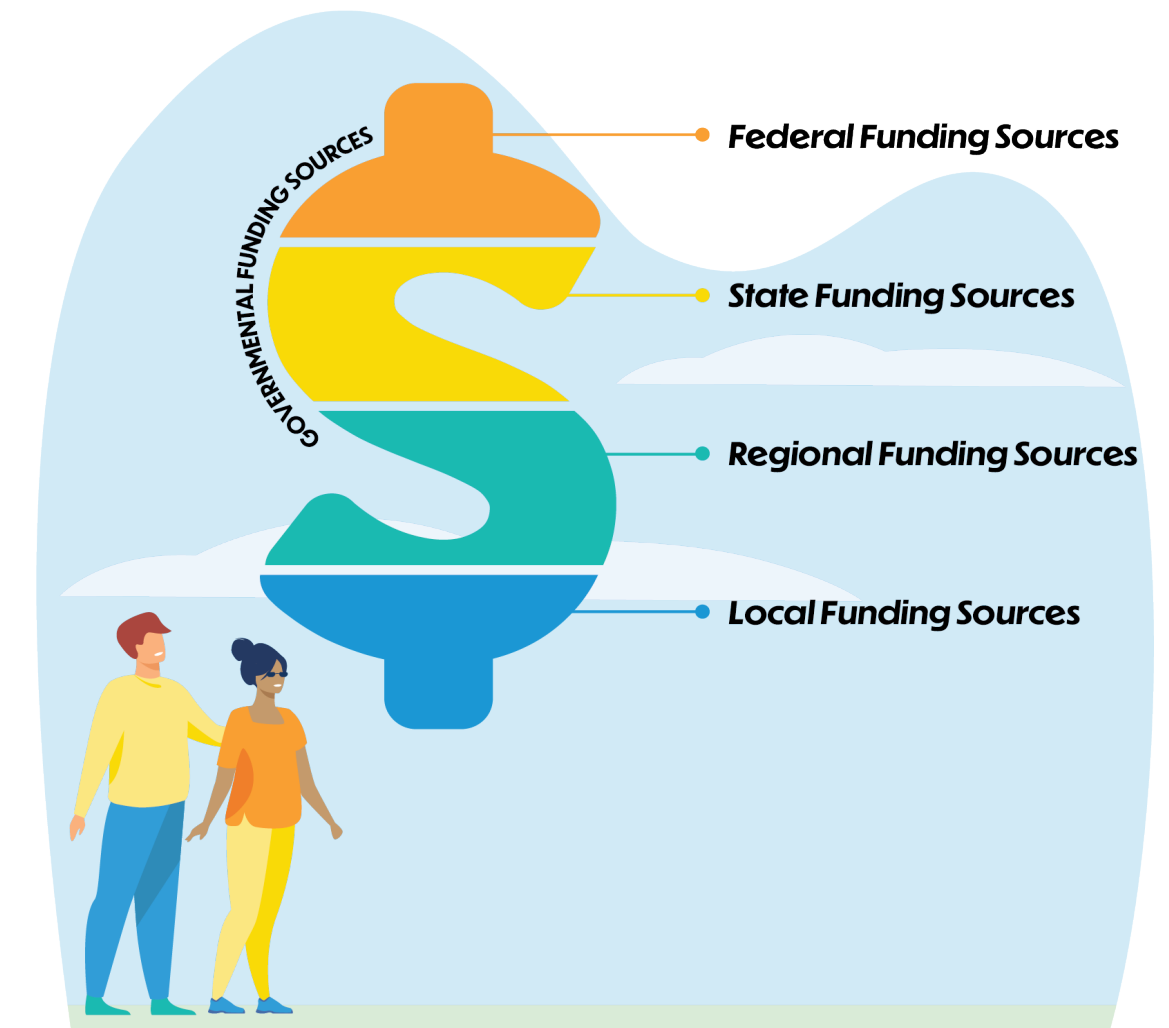 GOVERNMENTAL FUNDING SOURCES
Federal Funding Sources
State Funding Sources
Regional Funding Sources
Local Funding Sources